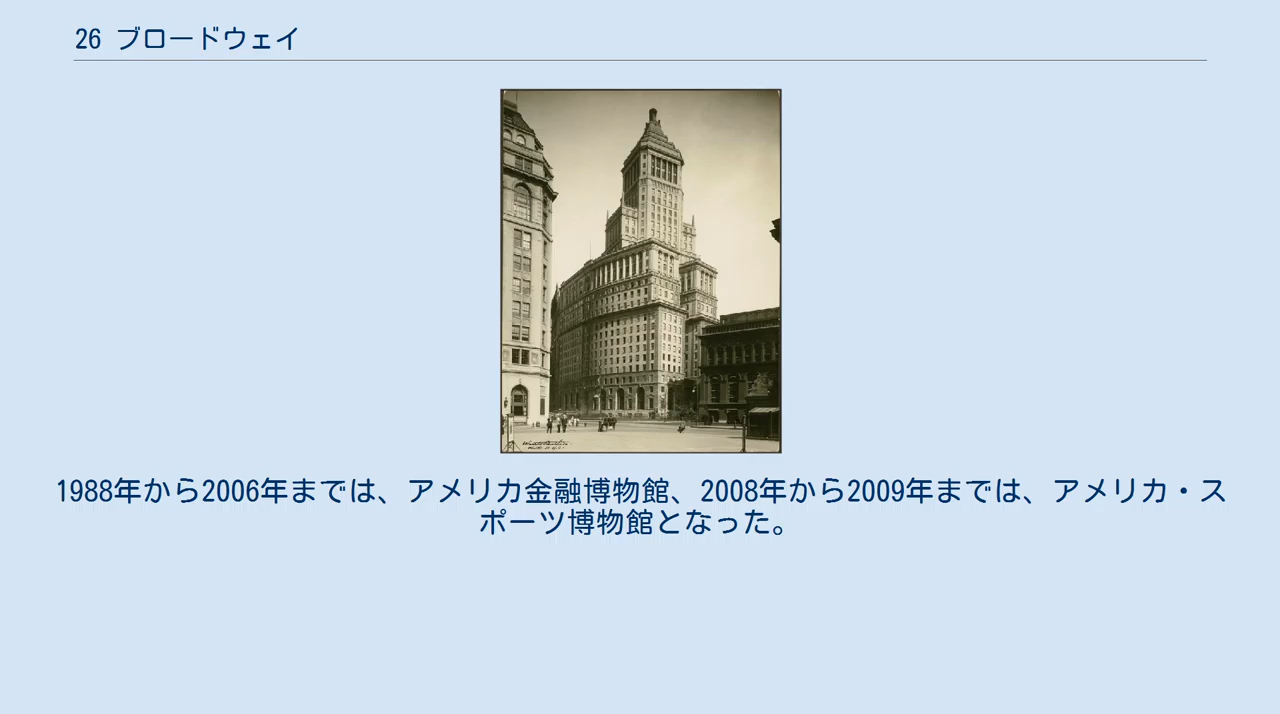 26 ブロードウェイ
1988年から2006年までは、アメリカ金融博物館、2008年から2009年までは、アメリカ・ス
ポーツ博物館となった。